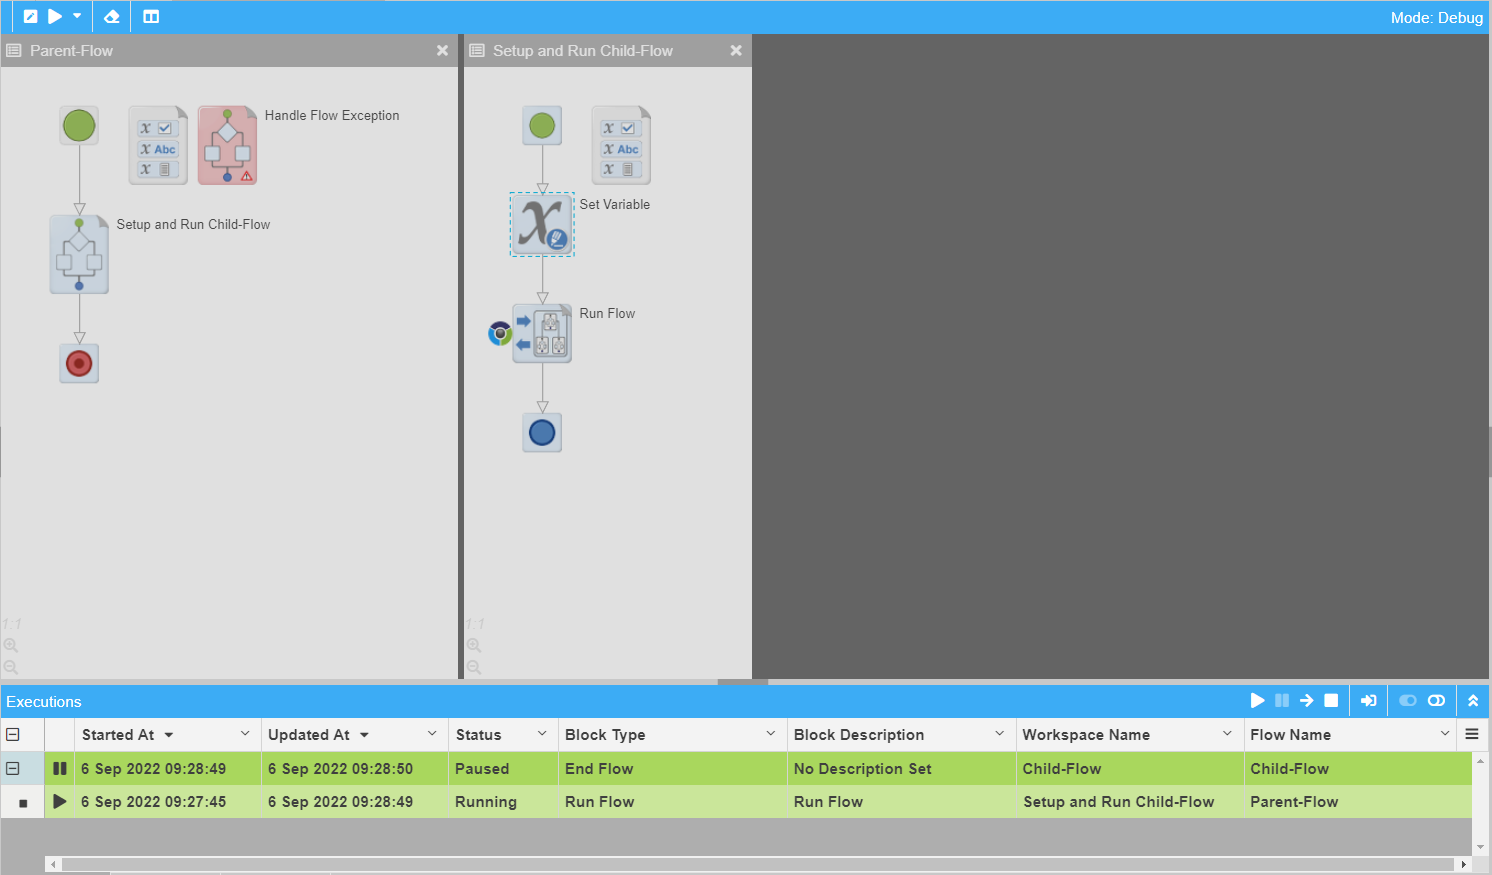 Mode: Debug
Parent-Flow
Setup and Run Child-Flow
Handle Flow Exception
x
x Abc
x
Setup and Run Child-Flow
x
x Abc
x
Set Variable
X
Run Flow
1:1
1:1
Executions
Started At Updated At Status Block Type Block Description Workspace Name Flow Name
6 Sep 2022 09:28:49 6 Sep 2022 09:28:50 Paused End Flow No Description Set Child-Flow Child-Flow
6 Sep 2022 09:27:45 6 Sep 2022 09:28:49 Running Run Flow Run Flow Setup and Run Child-Flow Parent-Flow